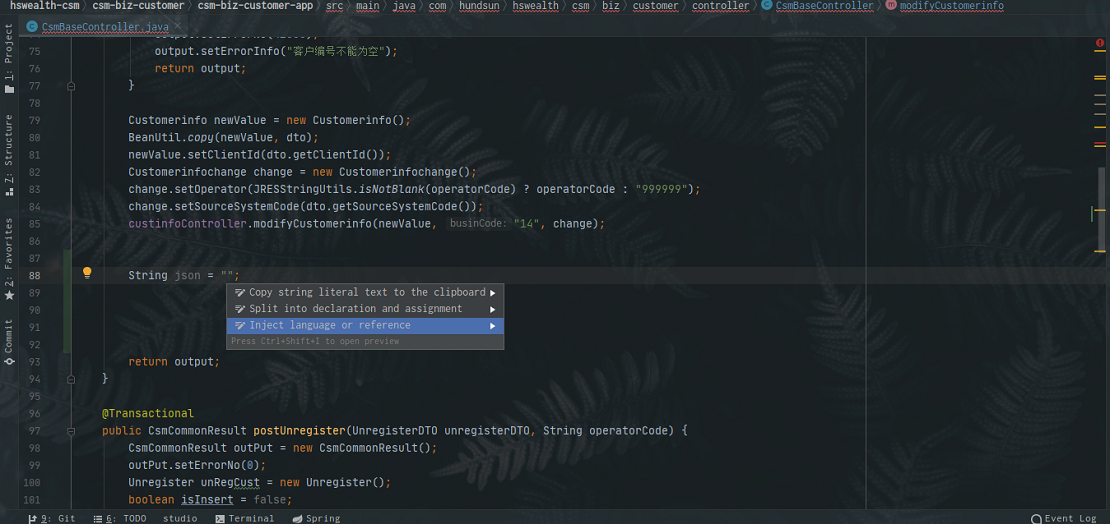 hswealth-csm › csm-biz-customer › csm-biz-customer-app › src › main › java › com › hundsun › hswealth › csm › biz › customer › controller › CsmBaseController › modifyCustomerinfo
CsmBaseController.java
75 output.setErrorInfo("客户编号不能为空");
76 return output;
77 }
78
79 Customerinfo newValue = new Customerinfo();
80 BeanUtil.copy(newValue, dto);
81 newValue.setClientId(dto.getClientId());
82 Customerinfochange change = new Customerinfochange();
83 change.setOperator(JRESStringUtils.isNotBlank(operatorCode) ? operatorCode : "999999");
84 change.setSourceSystemCode(dto.getSourceSystemCode());
85 custinfoController.modifyCustomerinfo(newValue, businCode: "14", change);
86
87
88 String json = "";
89 Copy string literal text to the clipboard
90 Split into declaration and assignment
91 Inject language or reference
92 Press Ctrl+Shift+I to open preview
93 return output;
94 }
95
96 @Transactional
97 public CsmCommonResult postUnregister(UnregisterDTO unregisterDTO, String operatorCode) {
98 CsmCommonResult outPut = new CsmCommonResult();
99 outPut.setErrorNo(0);
100 Unregister unRegCust = new Unregister();
101 boolean isInsert = false;
1: Project
7: Structure
2: Favorites
Commit
9: Git 6: TODO studio Terminal Spring Event Log